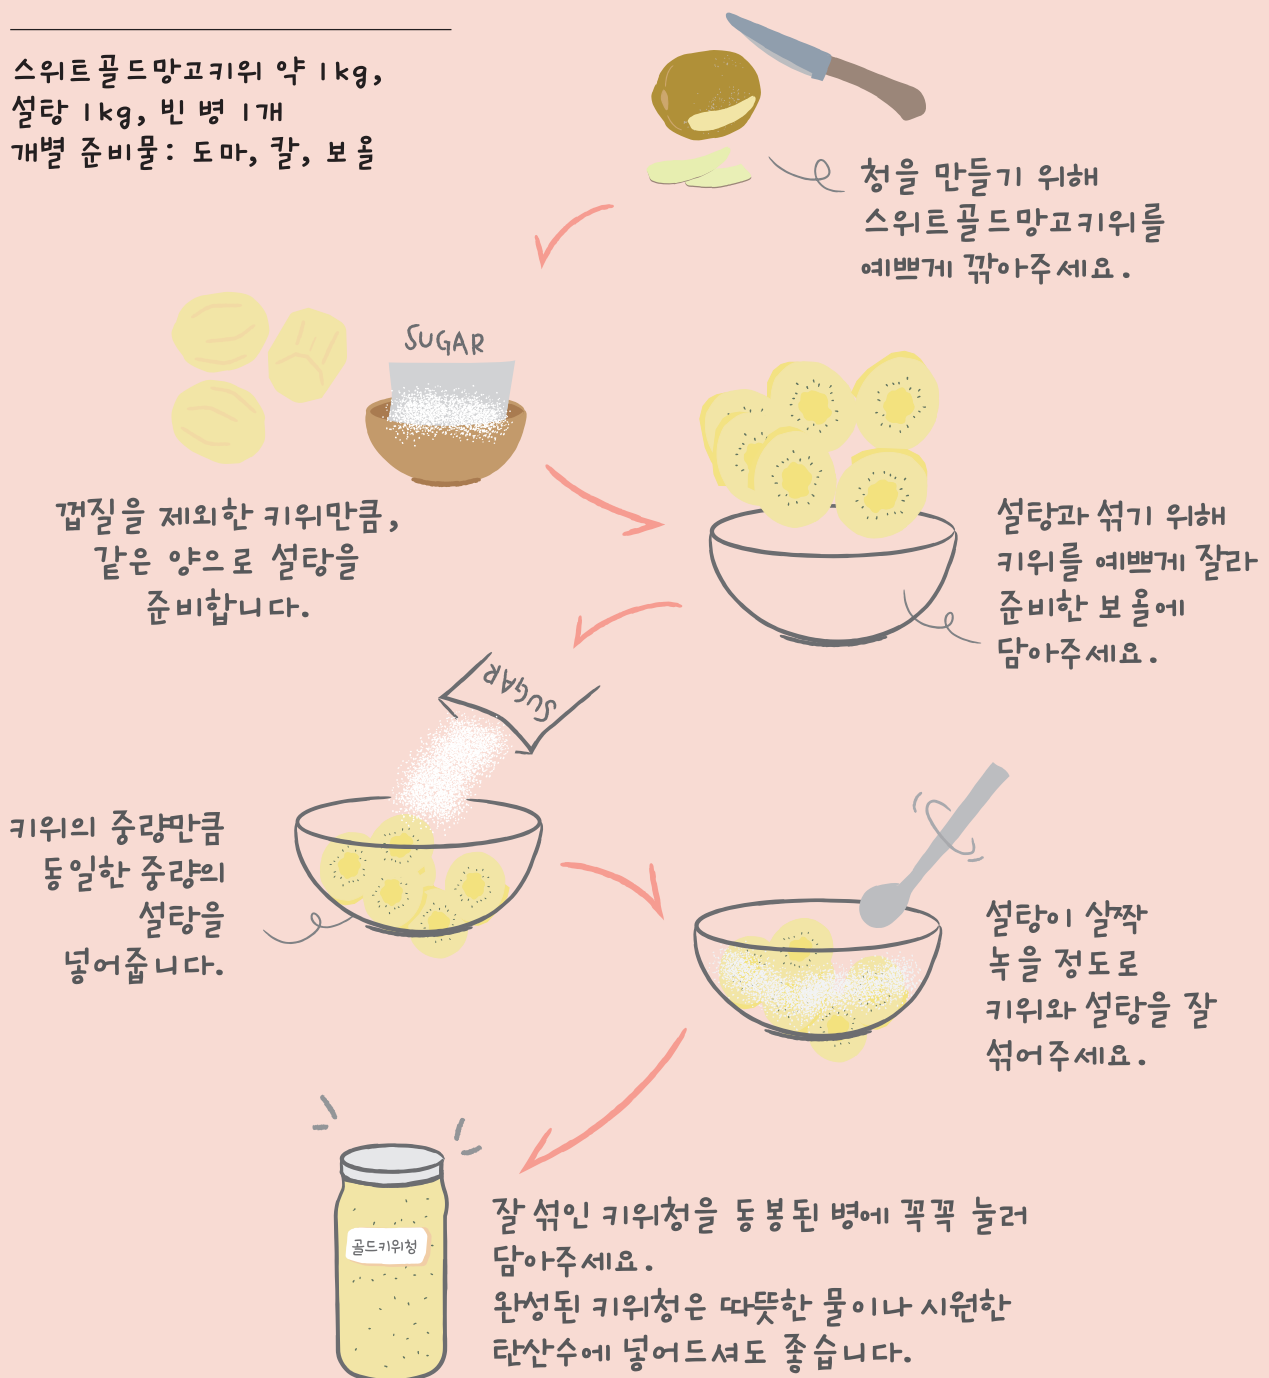 스위트골드망고키위 약 1kg,
설탕 1kg, 빈 병 1개
개별 준비물: 도마, 칼, 보울
청을 만들기 위해
스위트골드망고키위를
예쁘게 깎아주세요.
SUGAR
껍질을 제외한 키위만큼,
같은 양으로 설탕을
준비합니다.
설탕과 섞기 위해
키위를 예쁘게 잘라
준비한 보울에
담아주세요.
SUGAR
키위의 중량만큼
동일한 중량의
설탕을
넣어줍니다.
설탕이 살짝
녹을 정도로
키위와 설탕을 잘
섞어주세요.
골드키위청
잘 섞인 키위청을 동봉된 병에 꼭꼭 눌러
담아주세요.
완성된 키위청은 따뜻한 물이나 시원한
탄산수에 넣어드셔도 좋습니다.